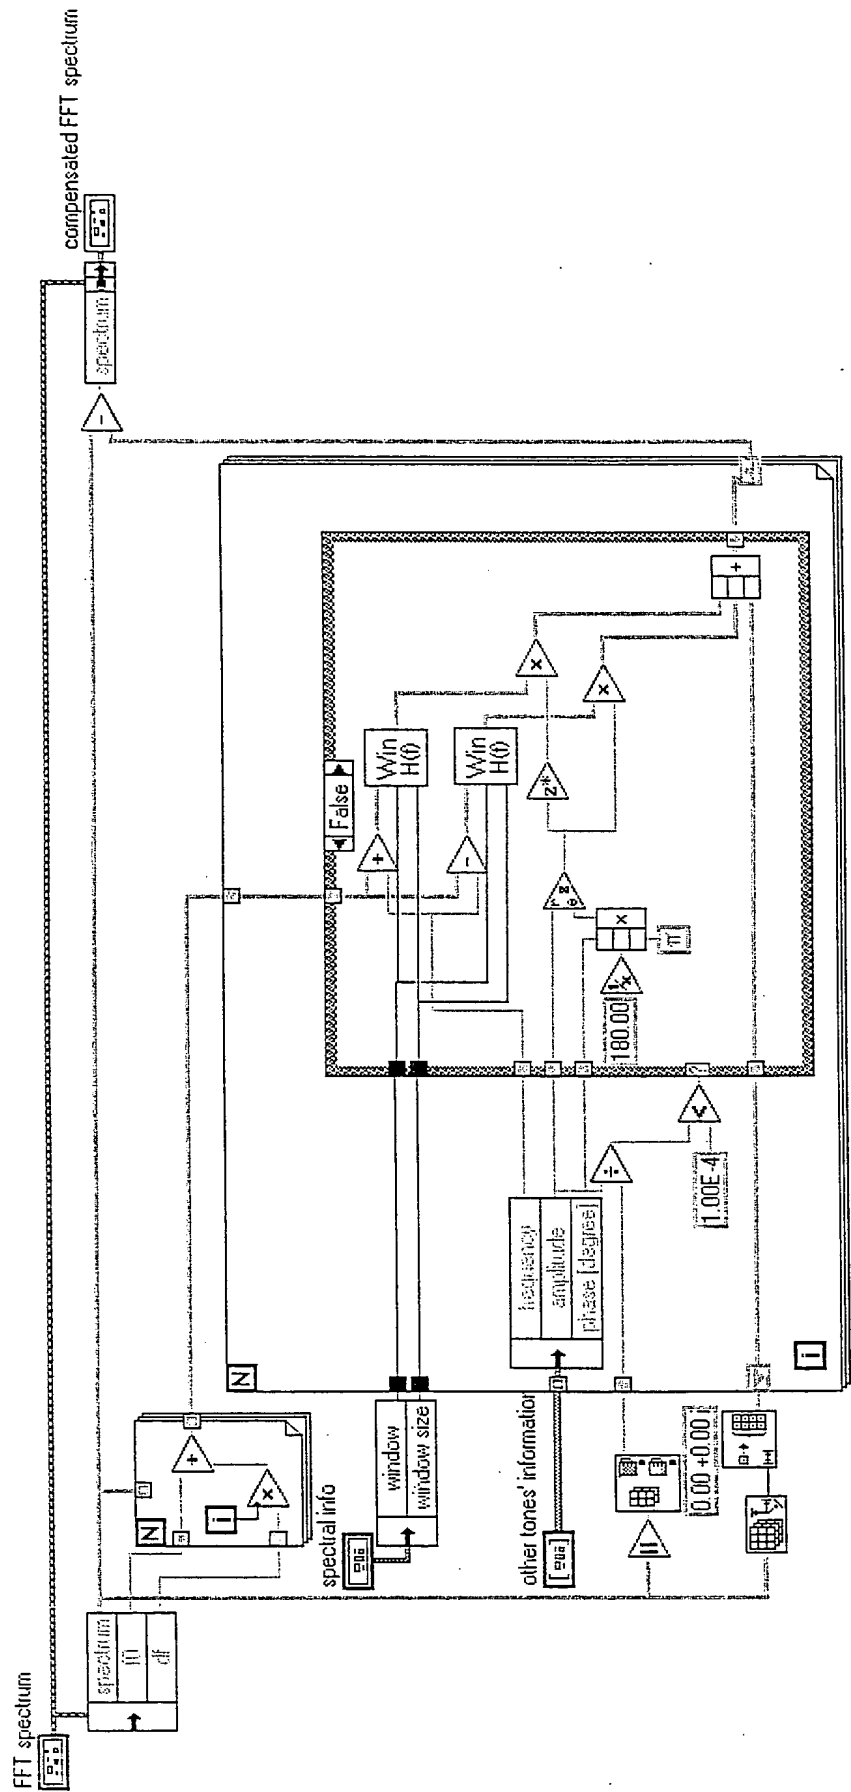 FFT spectrum
spectrum
f0
df
N
i
×
+
spectral info
window
window size
other tones' information
frequency
amplitude
phase [degree]
0.00 +0.00 i
N
i
÷
1.00E-4
<
?
False
180.00
1/x
π
×
r
θ
+
-
Win
H(f)
Win
H(f)
z*
×
×
+
-
spectrum
compensated FFT spectrum